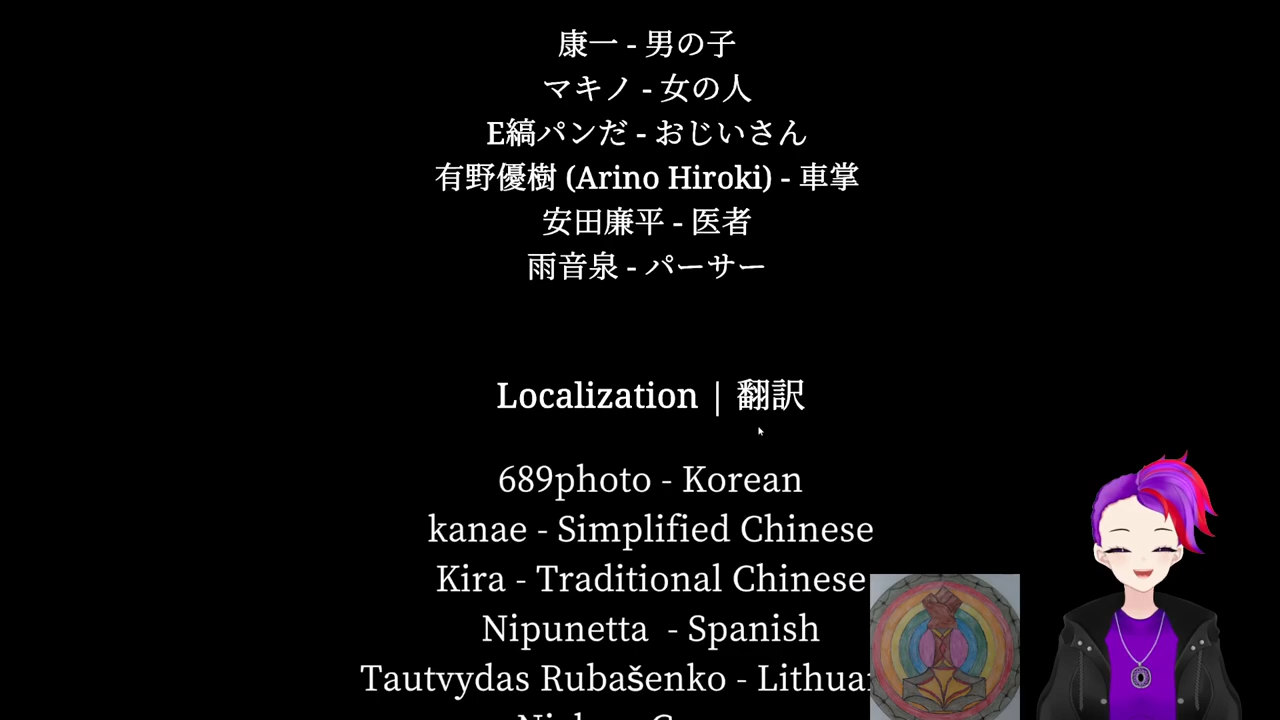 康一 - 男の子
マキノ - 女の人
E縞パンだ - おじいさん
有野優樹 (Arino Hiroki) - 車掌
安田廉平 - 医者
雨音泉 - パーサー
Localization | 翻訳
689photo - Korean
kanae - Simplified Chinese
Kira - Traditional Chinese
Nipunetta - Spanish
Tautvydas Rubašenko -